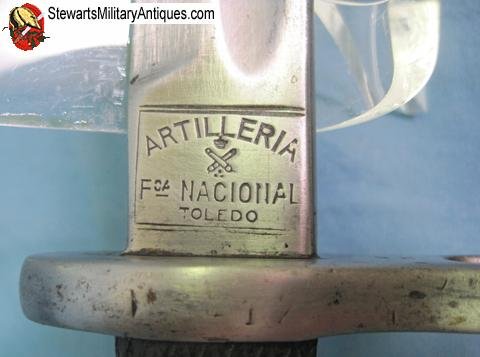 StewartsMilitaryAntiques.com
ARTILLERIA
FCA NACIONAL
TOLEDO